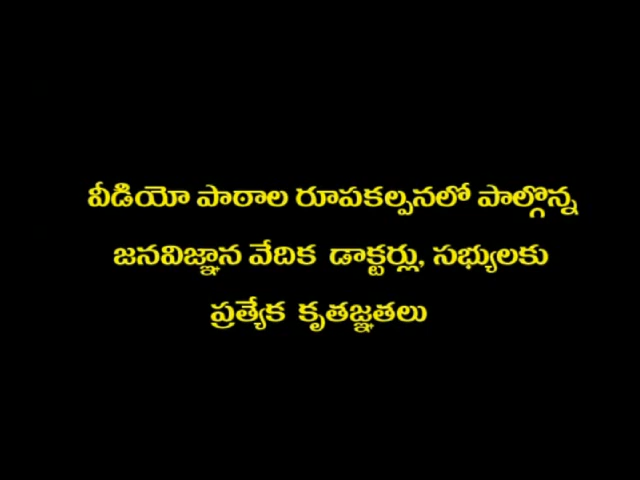 వీడియో పాఠాల రూపకల్పనలో పాల్గొన్న
జనవిజ్ఞాన వేదిక డాక్టర్లు, సభ్యులకు
ప్రత్యేక కృతజ్ఞతలు